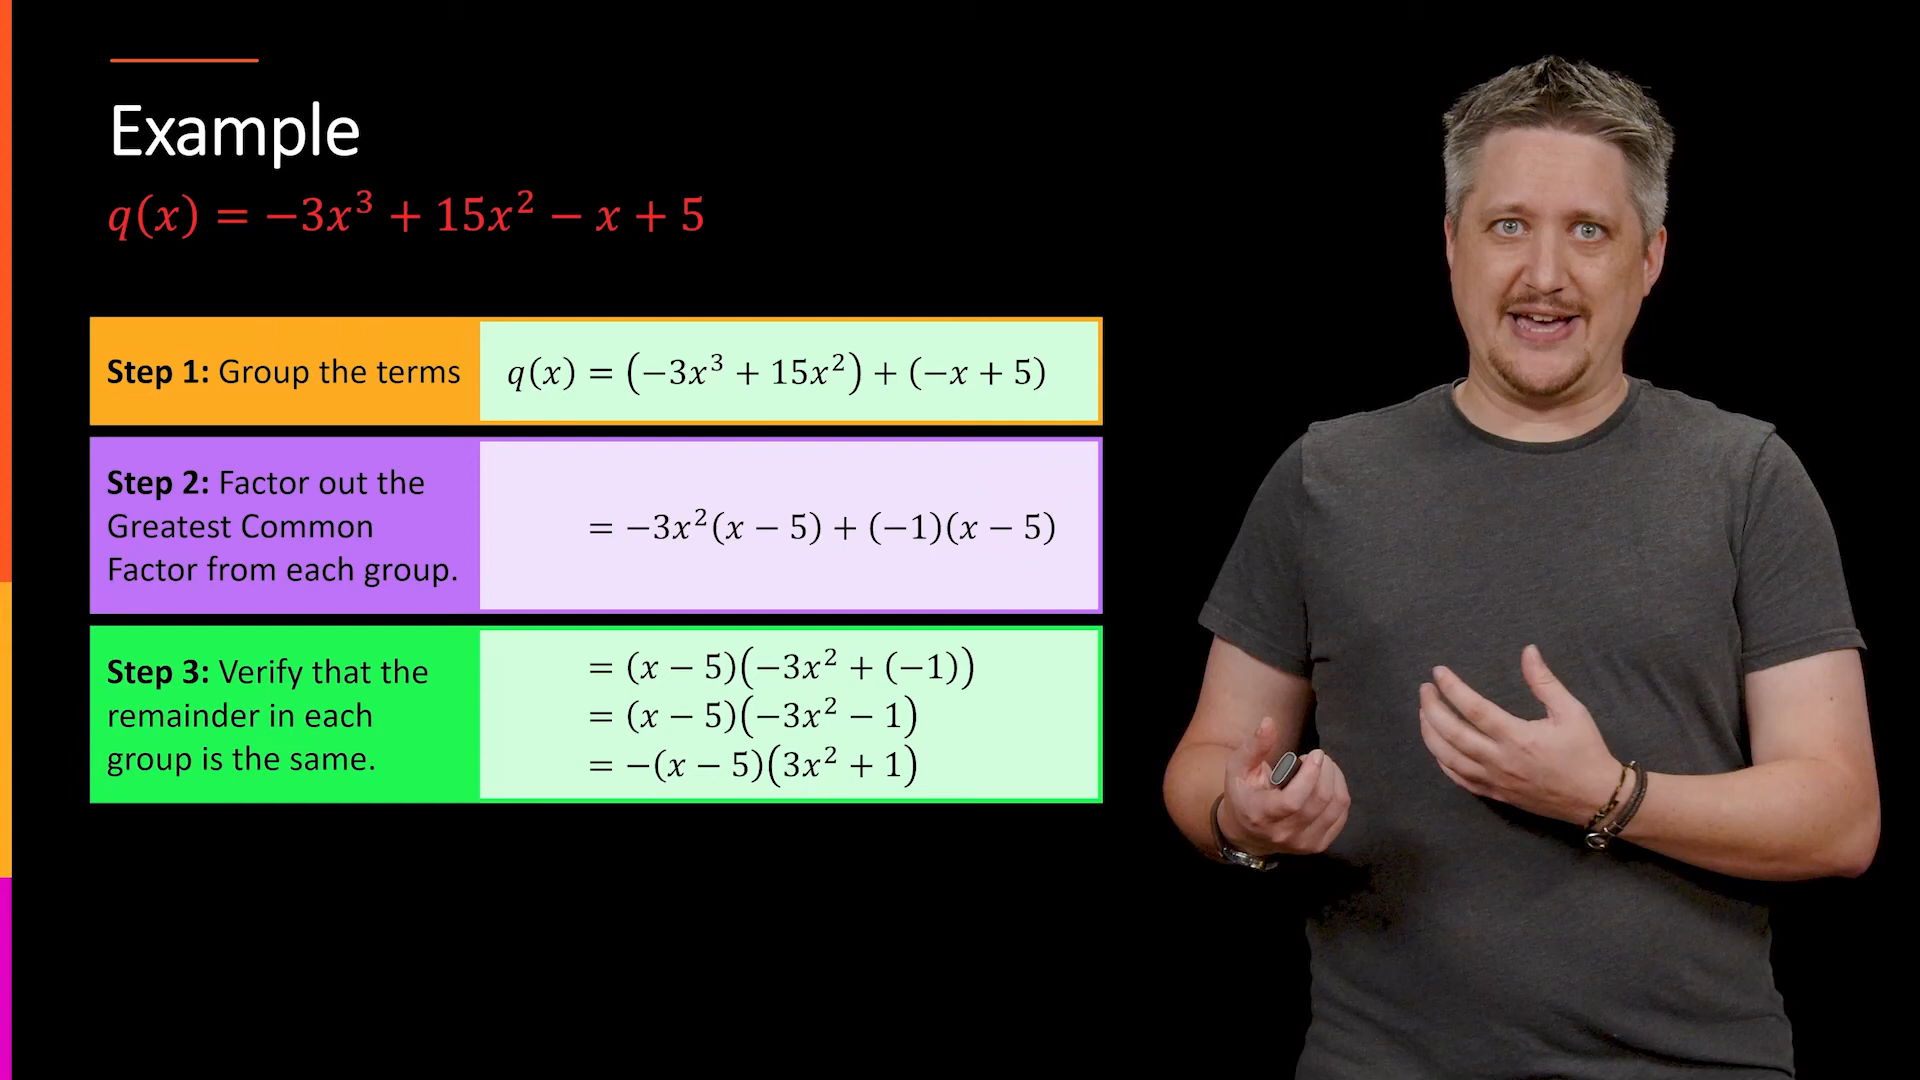 Example
q(x) = −3x³ + 15x² − x + 5
Step 1: Group the terms
q(x) = (−3x³ + 15x²) + (−x + 5)
Step 2: Factor out the
Greatest Common
Factor from each group.
= −3x²(x − 5) + (−1)(x − 5)
Step 3: Verify that the
remainder in each
group is the same.
= (x − 5)(−3x² + (−1))
= (x − 5)(−3x² − 1)
= −(x − 5)(3x² + 1)